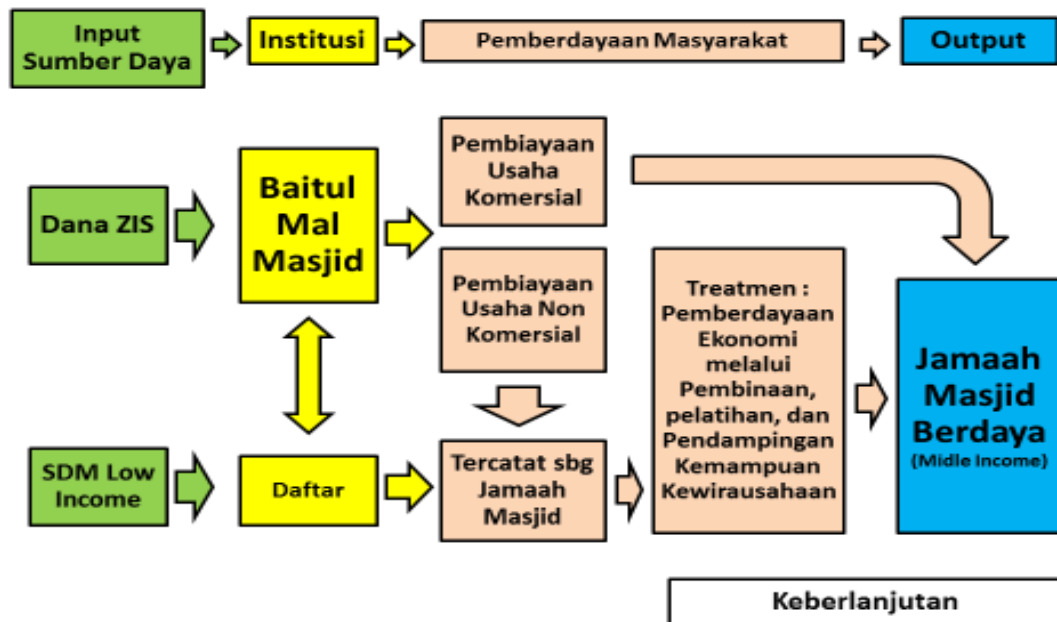 Input
Sumber Daya
Institusi
Pemberdayaan Masyarakat
Output
Dana ZIS
Baitul
Mal
Masjid
Pembiayaan
Usaha
Komersial
Pembiayaan
Usaha Non
Komersial
Treatmen :
Pemberdayaan
Ekonomi
melalui
Pembinaan,
pelatihan, dan
Pendampingan
Kemampuan
Kewirausahaan
Jamaah
Masjid
Berdaya
(Midle Income)
SDM Low
Income
Daftar
Tercatat sbg
Jamaah
Masjid
Keberlanjutan